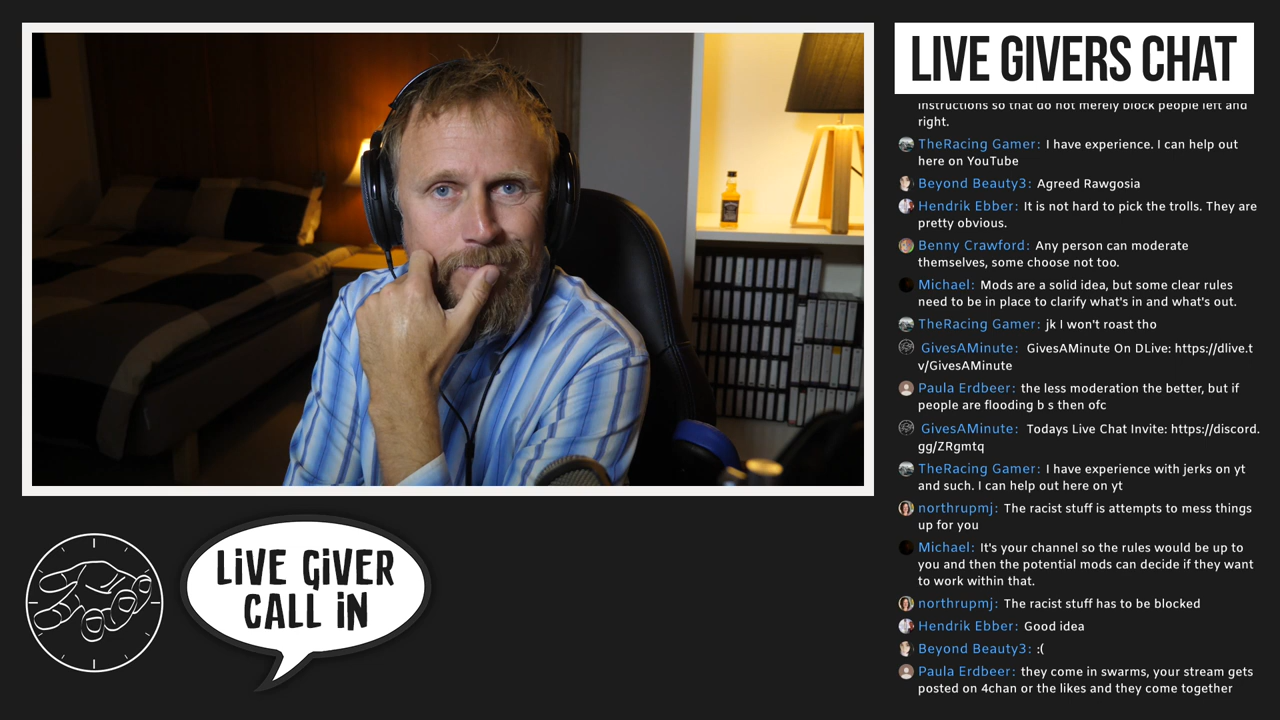 LIVE GIVERS CHAT
instructions so that do not merely block people left and
right.
TheRacing Gamer: I have experience. I can help out
here on YouTube
Beyond Beauty3: Agreed Rawgosia
Hendrik Ebber: It is not hard to pick the trolls. They are
pretty obvious.
Benny Crawford: Any person can moderate
themselves, some choose not too.
Michael: Mods are a solid idea, but some clear rules
need to be in place to clarify what's in and what's out.
TheRacing Gamer: jk I won't roast tho
GivesAMinute: GivesAMinute On DLive: https://dlive.t
v/GivesAMinute
Paula Erdbeer: the less moderation the better, but if
people are flooding b s then ofc
GivesAMinute: Todays Live Chat Invite: https://discord.
gg/ZRgmtq
TheRacing Gamer: I have experience with jerks on yt
and such. I can help out here on yt
northrupmj: The racist stuff is attempts to mess things
up for you
Michael: It's your channel so the rules would be up to
you and then the potential mods can decide if they want
to work within that.
northrupmj: The racist stuff has to be blocked
Hendrik Ebber: Good idea
Beyond Beauty3: :(
Paula Erdbeer: they come in swarms, your stream gets
posted on 4chan or the likes and they come together
LiVE GiVER
CALL iN